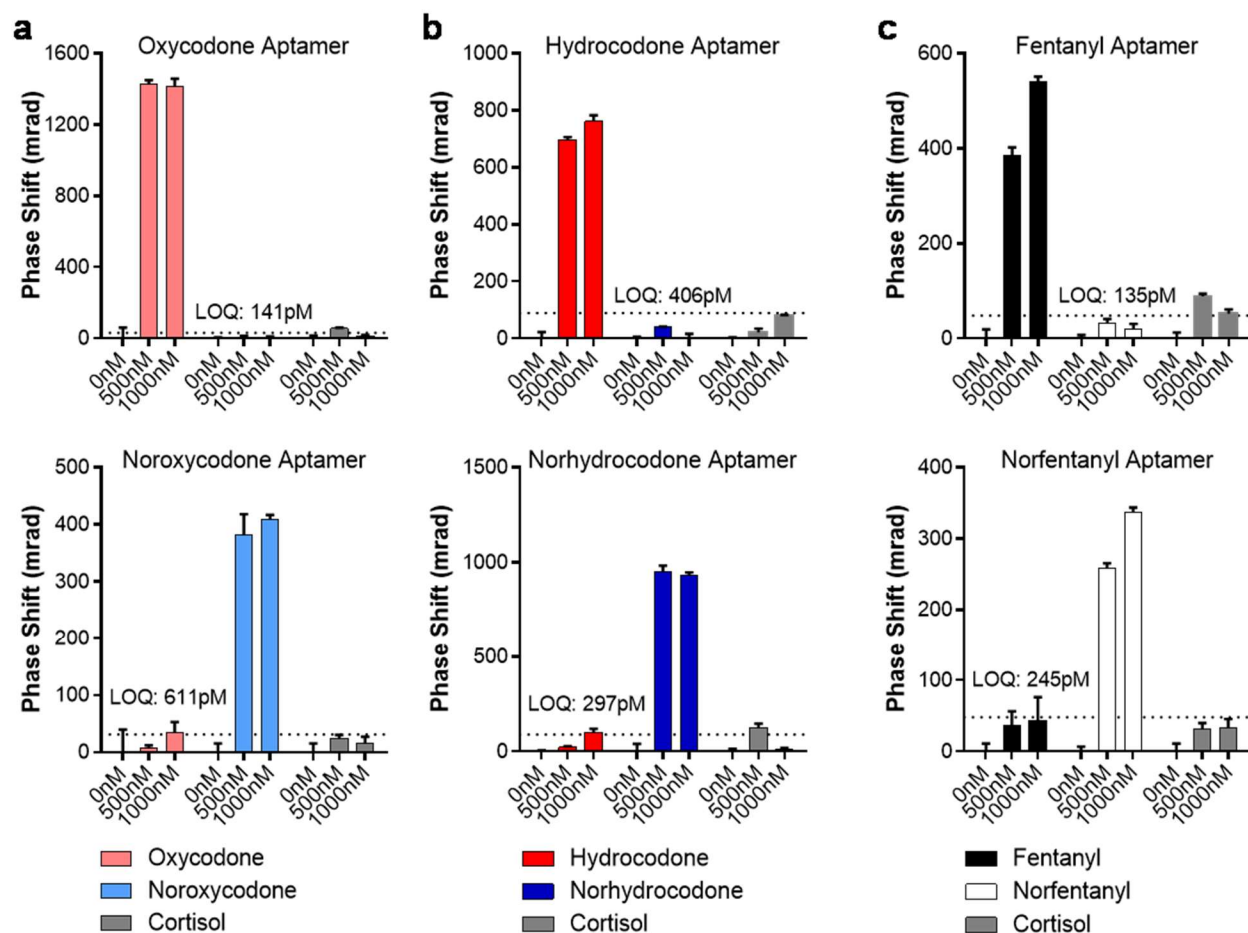 a
Oxycodone Aptamer
Phase Shift (mrad)
1600
1200
800
400
0
LOQ: 141pM
0nM
500nM
1000nM
0nM
500nM
1000nM
0nM
500nM
1000nM
b
Hydrocodone Aptamer
Phase Shift (mrad)
1000
800
600
400
200
0
LOQ: 406pM
0nM
500nM
1000nM
0nM
500nM
1000nM
0nM
500nM
1000nM
c
Fentanyl Aptamer
Phase Shift (mrad)
600
400
200
0
LOQ: 135pM
0nM
500nM
1000nM
0nM
500nM
1000nM
0nM
500nM
1000nM
Noroxycodone Aptamer
Phase Shift (mrad)
500
400
300
200
100
0
LOQ: 611pM
0nM
500nM
1000nM
0nM
500nM
1000nM
0nM
500nM
1000nM
Norhydrocodone Aptamer
Phase Shift (mrad)
1500
1000
500
0
LOQ: 297pM
0nM
500nM
1000nM
0nM
500nM
1000nM
0nM
500nM
1000nM
Norfentanyl Aptamer
Phase Shift (mrad)
400
300
200
100
0
LOQ: 245pM
0nM
500nM
1000nM
0nM
500nM
1000nM
0nM
500nM
1000nM
Oxycodone
Noroxycodone
Cortisol
Hydrocodone
Norhydrocodone
Cortisol
Fentanyl
Norfentanyl
Cortisol